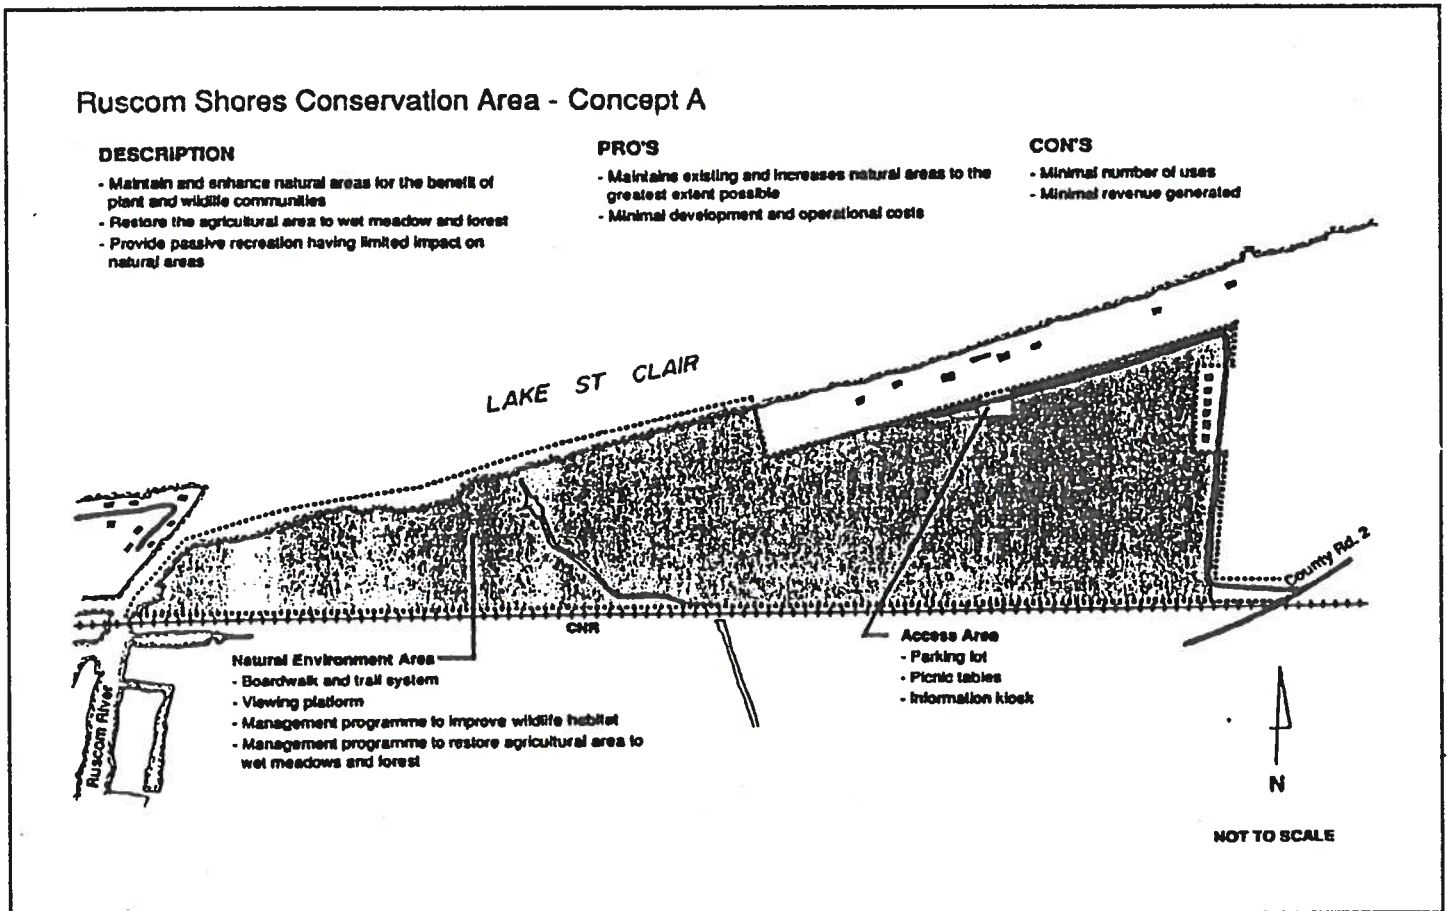 Ruscom Shores Conservation Area - Concept A
DESCRIPTION
- Maintain and enhance natural areas for the benefit of
plant and wildlife communities
- Restore the agricultural area to wet meadow and forest
- Provide passive recreation having limited impact on
natural areas
PRO'S
- Maintains existing and increases natural areas to the
greatest extent possible
- Minimal development and operational costs
CON'S
- Minimal number of uses
- Minimal revenue generated
LAKE ST CLAIR
County Rd. 2
CNR
Natural Environment Area
- Boardwalk and trail system
- Viewing platform
- Management programme to improve wildlife habitat
- Management programme to restore agricultural area to
wet meadows and forest
Access Area
- Parking lot
- Picnic tables
- Information kiosk
Ruscom River
N
NOT TO SCALE